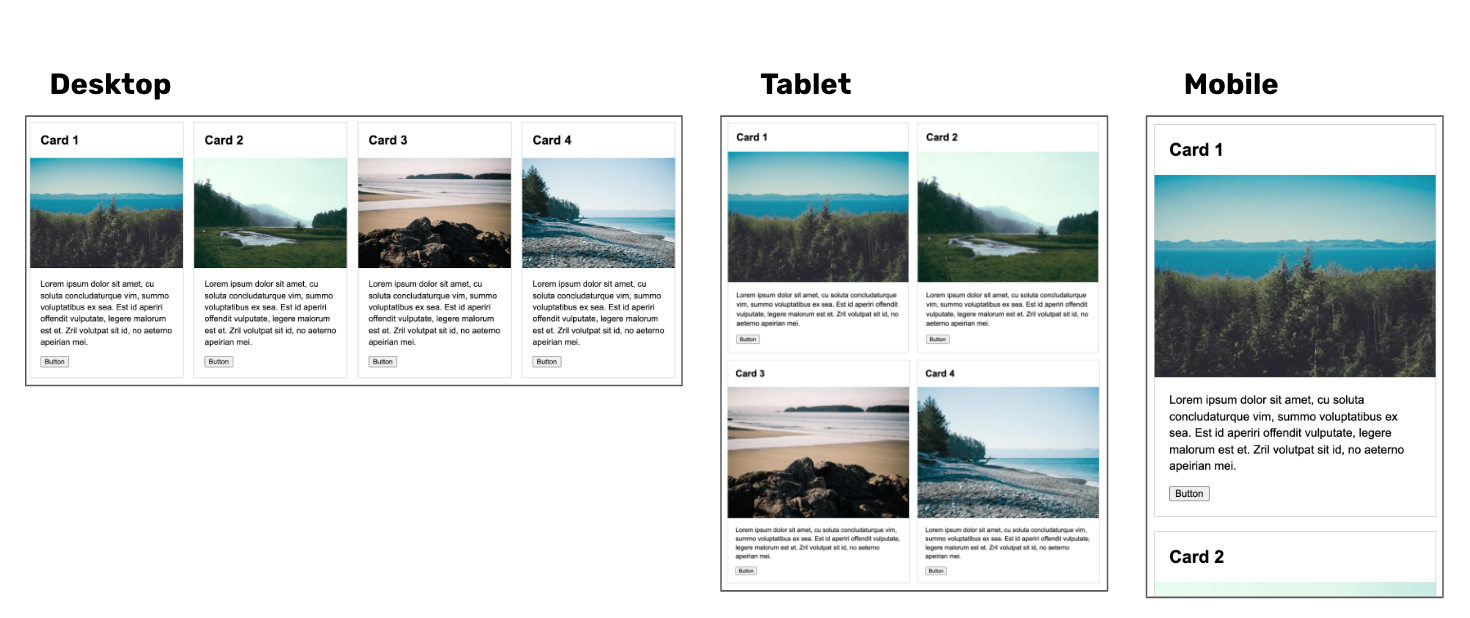 Desktop
Card 1
Lorem ipsum dolor sit amet, cu
soluta concludaturque vim, summo
voluptatibus ex sea. Est id aperiri
offendit vulputate, legere malorum
est et. Zril volutpat sit id, no aeterno
apeirian mei.
Button
Card 2
Lorem ipsum dolor sit amet, cu
soluta concludaturque vim, summo
voluptatibus ex sea. Est id aperiri
offendit vulputate, legere malorum
est et. Zril volutpat sit id, no aeterno
apeirian mei.
Button
Card 3
Lorem ipsum dolor sit amet, cu
soluta concludaturque vim, summo
voluptatibus ex sea. Est id aperiri
offendit vulputate, legere malorum
est et. Zril volutpat sit id, no aeterno
apeirian mei.
Button
Card 4
Lorem ipsum dolor sit amet, cu
soluta concludaturque vim, summo
voluptatibus ex sea. Est id aperiri
offendit vulputate, legere malorum
est et. Zril volutpat sit id, no aeterno
apeirian mei.
Button
Tablet
Card 1
Lorem ipsum dolor sit amet, cu soluta concludaturque
vim, summo voluptatibus ex sea. Est id aperiri
offendit vulputate, legere malorum est et. Zril volutpat sit id, no
aeterno apeirian mei.
Button
Card 2
Lorem ipsum dolor sit amet, cu soluta concludaturque
vim, summo voluptatibus ex sea. Est id aperiri
offendit vulputate, legere malorum est et. Zril volutpat sit id, no
aeterno apeirian mei.
Button
Card 3
Lorem ipsum dolor sit amet, cu soluta concludaturque vim,
summo voluptatibus ex sea. Est id aperiri offendit vulputate,
legere malorum est et. Zril volutpat sit id, no aeterno
apeirian mei.
Button
Card 4
Lorem ipsum dolor sit amet, cu soluta concludaturque vim,
summo voluptatibus ex sea. Est id aperiri offendit vulputate,
legere malorum est et. Zril volutpat sit id, no aeterno
apeirian mei.
Button
Mobile
Card 1
Lorem ipsum dolor sit amet, cu soluta
concludaturque vim, summo voluptatibus ex
sea. Est id aperiri offendit vulputate, legere
malorum est et. Zril volutpat sit id, no aeterno
apeirian mei.
Button
Card 2